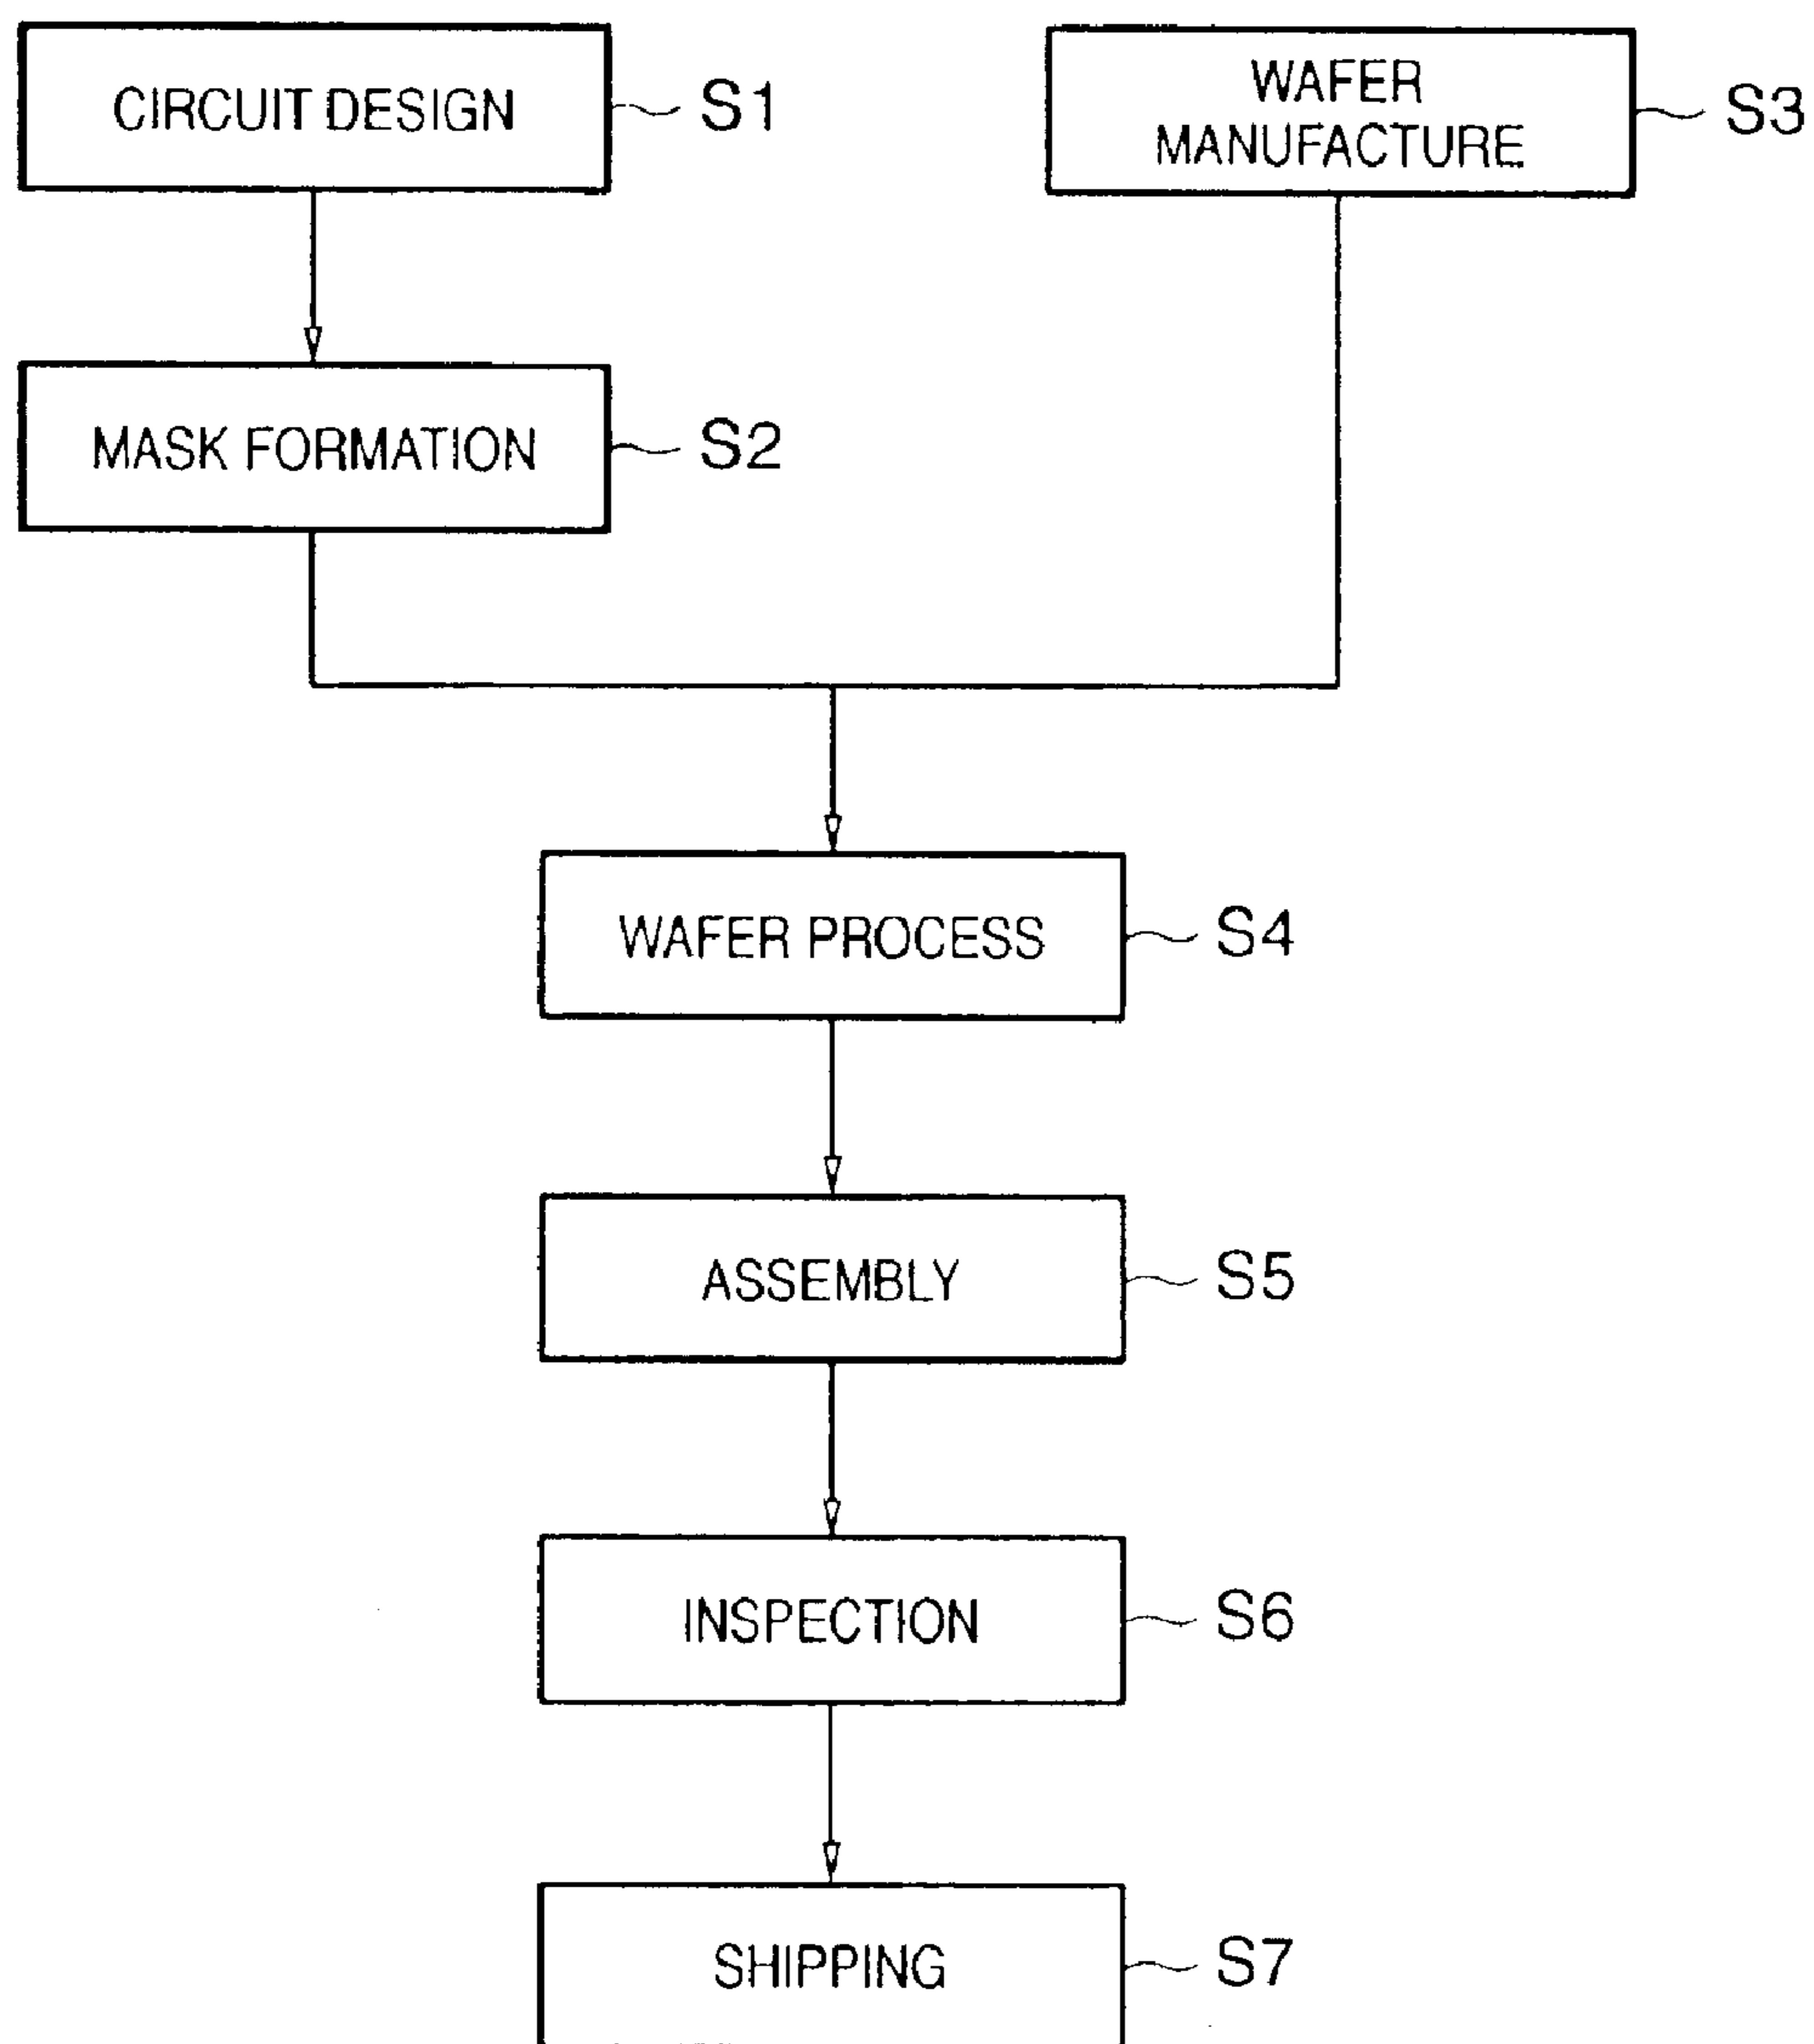 CIRCUIT DESIGN
S1
WAFER
MANUFACTURE
S3
MASK FORMATION
S2
WAFER PROCESS
S4
ASSEMBLY
S5
INSPECTION
S6
SHIPPING
S7